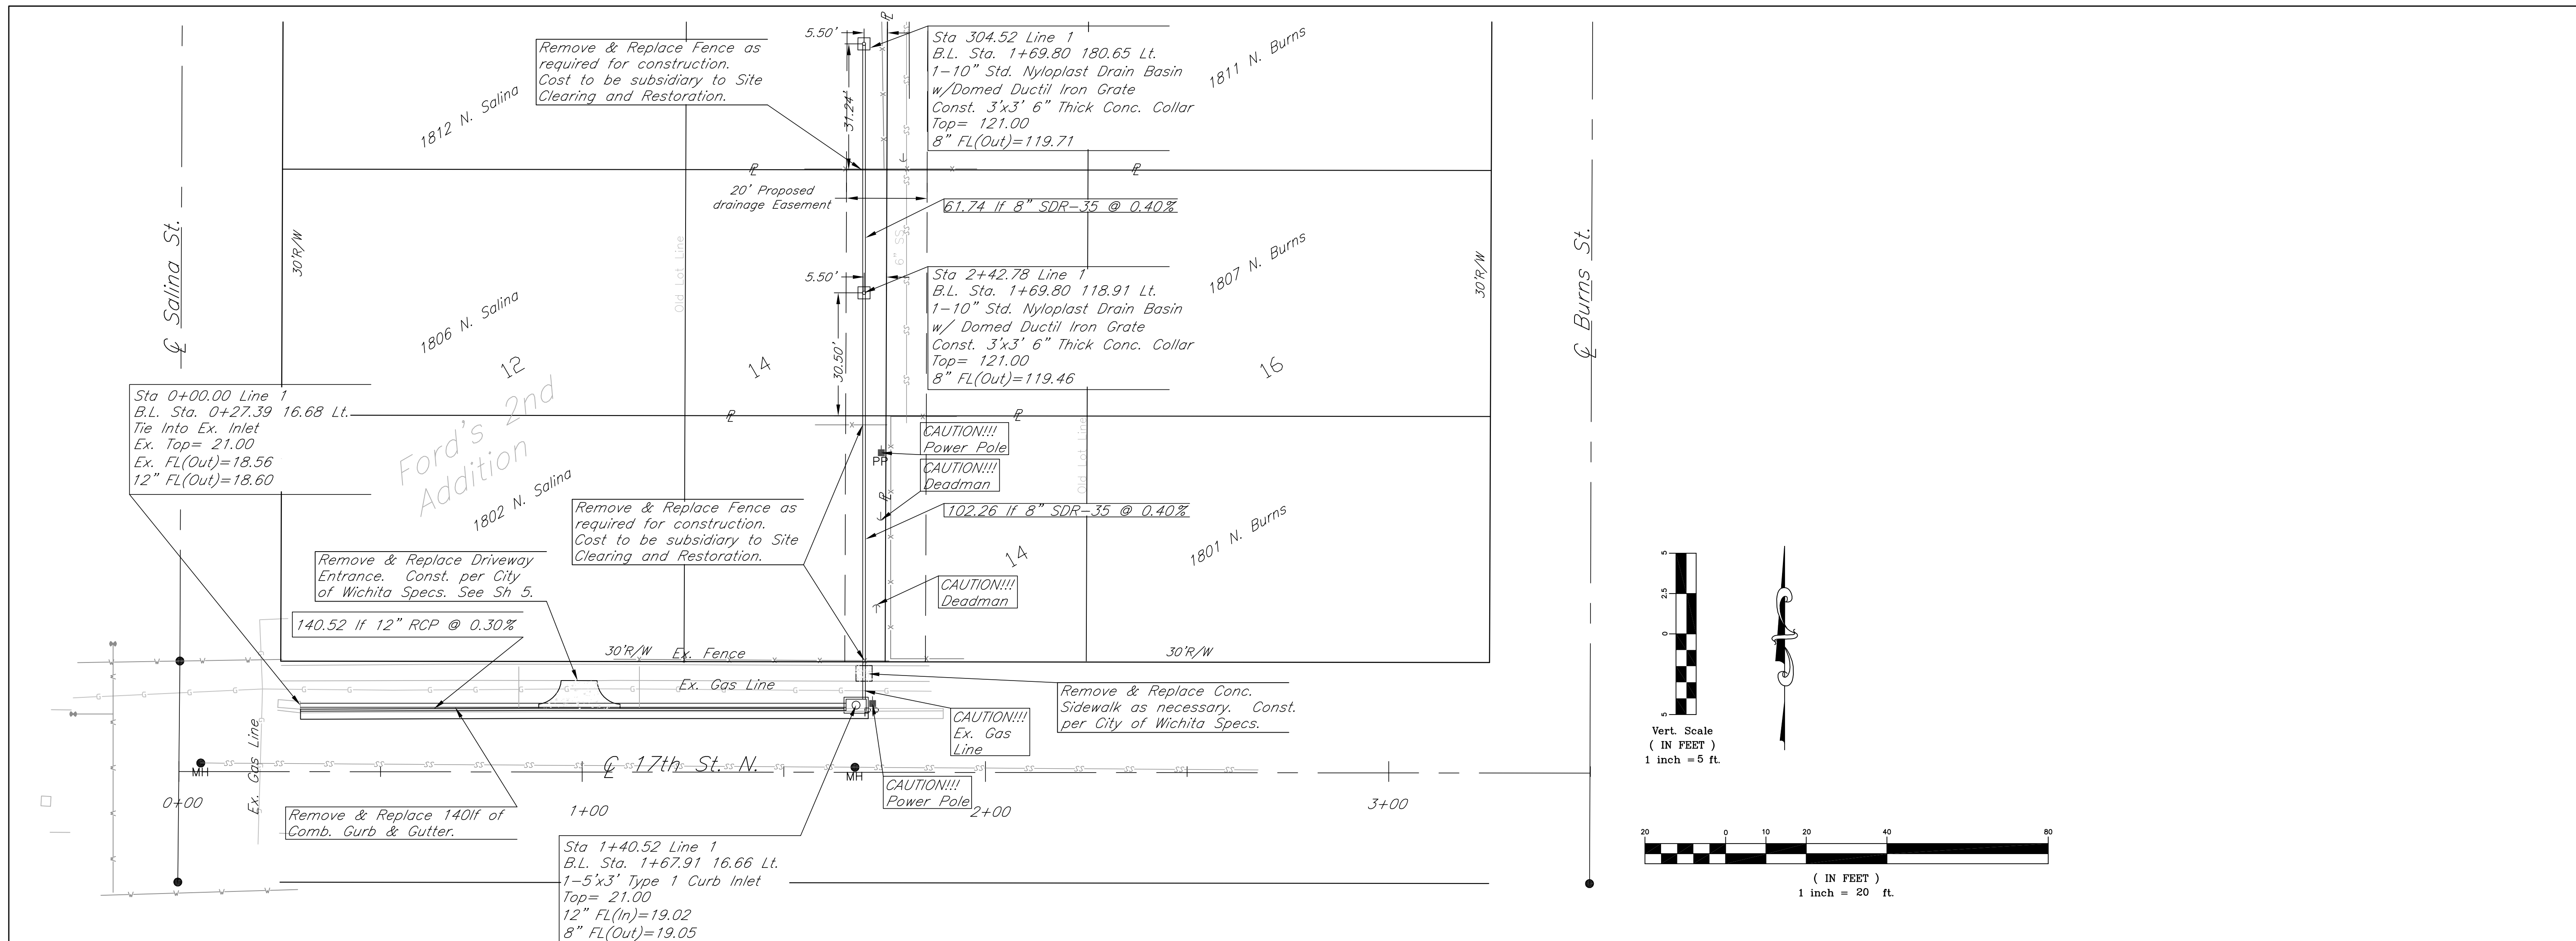 5.50'
PL
Remove & Replace Fence as
required for construction.
Cost to be subsidiary to Site
Clearing and Restoration.
Sta 304.52 Line 1
B.L. Sta. 1+69.80 180.65 Lt.
1-10" Std. Nyloplast Drain Basin
w/Domed Ductil Iron Grate
Const. 3'x3' 6" Thick Conc. Collar
Top= 121.00
8" FL(Out)=119.71
1811 N. Burns
1812 N. Salina
31.24'
PL
PL
20' Proposed
drainage Easement
61.74 lf 8" SDR-35 @ 0.40%
℄ Salina St.
30'R/W
Old Lot Line
6" SS
1807 N. Burns
30'R/W
℄ Burns St.
5.50'
Sta 2+42.78 Line 1
B.L. Sta. 1+69.80 118.91 Lt.
1-10" Std. Nyloplast Drain Basin
w/ Domed Ductil Iron Grate
Const. 3'x3' 6" Thick Conc. Collar
Top= 121.00
8" FL(Out)=119.46
1806 N. Salina
30.50'
12
14
16
Sta 0+00.00 Line 1
B.L. Sta. 0+27.39 16.68 Lt.
Tie Into Ex. Inlet
Ex. Top= 21.00
Ex. FL(Out)=18.56
12" FL(Out)=18.60
Ford's 2nd
Addition
PL
PL
CAUTION!!!
Power Pole
PP
CAUTION!!!
Deadman
PL
Old Lot Line
1802 N. Salina
Remove & Replace Fence as
required for construction.
Cost to be subsidiary to Site
Clearing and Restoration.
102.26 lf 8" SDR-35 @ 0.40%
14
1801 N. Burns
Remove & Replace Driveway
Entrance. Const. per City
of Wichita Specs. See Sh 5.
CAUTION!!!
Deadman
140.52 lf 12" RCP @ 0.30%
30'R/W
Ex. Fence
30'R/W
Ex. Gas Line
Remove & Replace Conc.
Sidewalk as necessary. Const.
per City of Wichita Specs.
CAUTION!!!
Ex. Gas
Line
Ex. Gas Line
MH
℄ 17th St. N.
MH
CAUTION!!!
Power Pole
0+00
1+00
2+00
3+00
Remove & Replace 140lf of
Comb. Gurb & Gutter.
Sta 1+40.52 Line 1
B.L. Sta. 1+67.91 16.66 Lt.
1-5'x3' Type 1 Curb Inlet
Top= 21.00
12" FL(In)=19.02
8" FL(Out)=19.05
5
2.5
0
5
Vert. Scale
( IN FEET )
1 inch =5 ft.
20 0 10 20 40 80
( IN FEET )
1 inch = 20 ft.